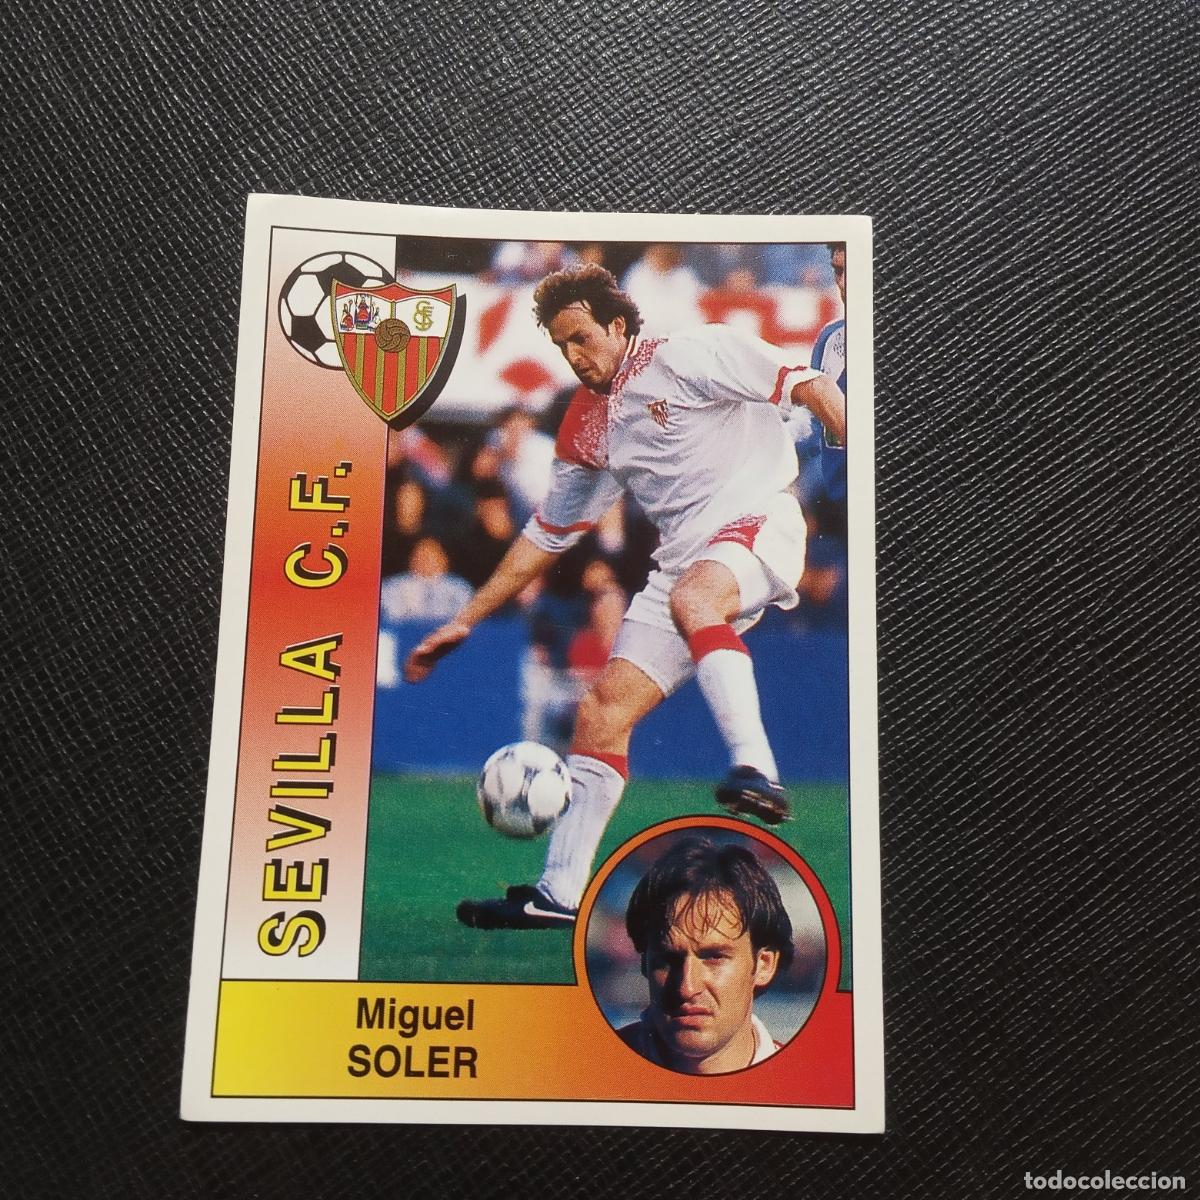 SEVILLA C.F.
Miguel
SOLER
todocoleccion